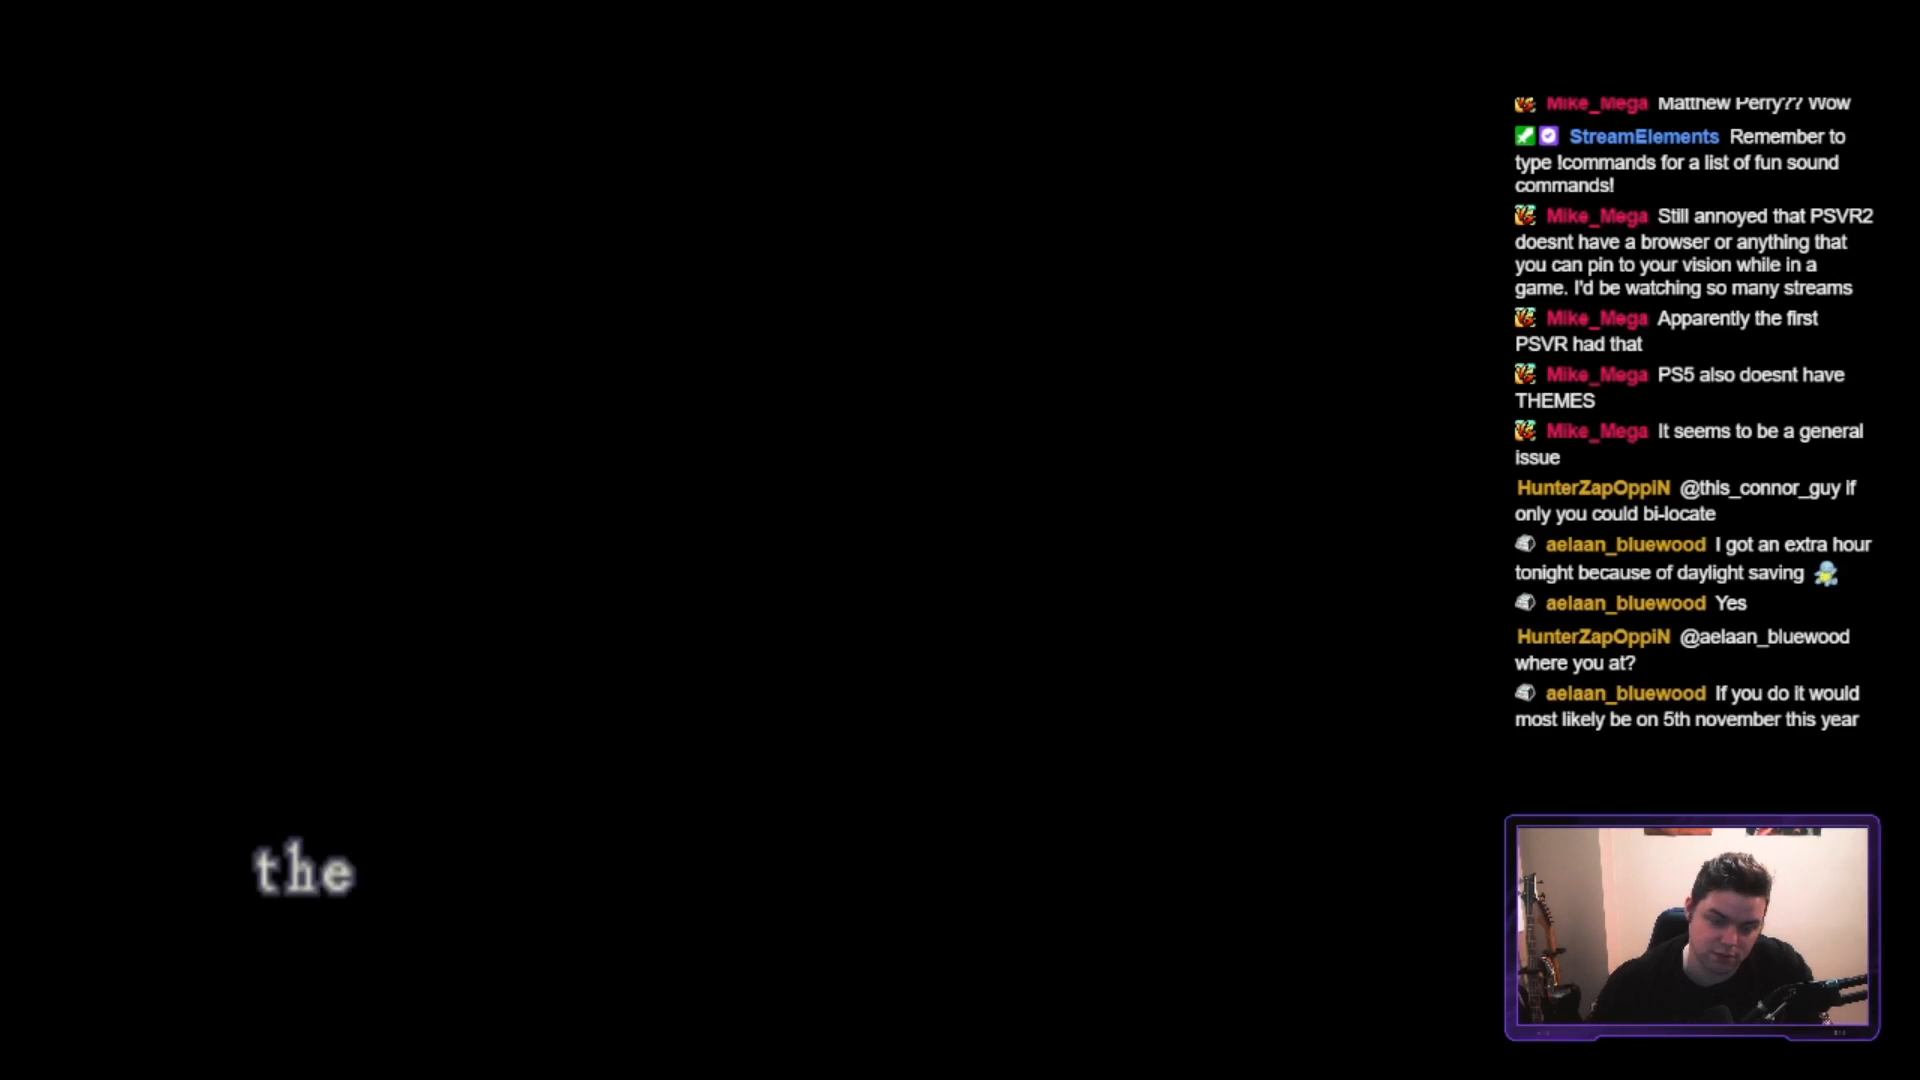 Mike_Mega Matthew Perry?? Wow
StreamElements Remember to
type !commands for a list of fun sound
commands!
Mike_Mega Still annoyed that PSVR2
doesnt have a browser or anything that
you can pin to your vision while in a
game. I'd be watching so many streams
Mike_Mega Apparently the first
PSVR had that
Mike_Mega PS5 also doesnt have
THEMES
Mike_Mega It seems to be a general
issue
HunterZapOppiN @this_connor_guy if
only you could bi-locate
aelaan_bluewood I got an extra hour
tonight because of daylight saving
aelaan_bluewood Yes
HunterZapOppiN @aelaan_bluewood
where you at?
aelaan_bluewood If you do it would
most likely be on 5th november this year
the